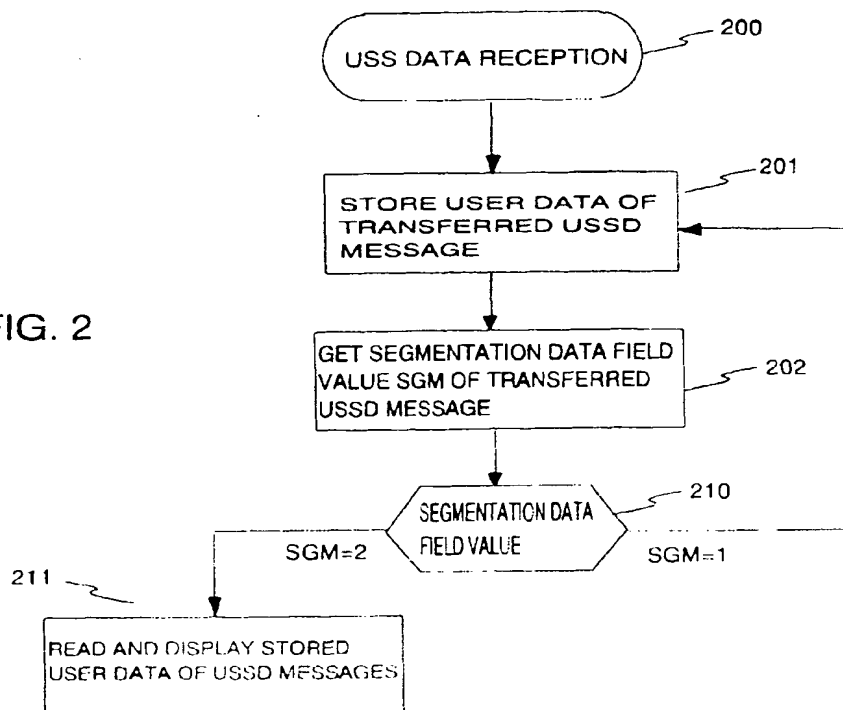 200
USS DATA RECEPTION
201
STORE USER DATA OF
TRANSFERRED USSD
MESSAGE
FIG. 2
GET SEGMENTATION DATA FIELD
VALUE SGM OF TRANSFERRED
USSD MESSAGE
202
210
SEGMENTATION DATA
FIELD VALUE
SGM=2
SGM=1
211
READ AND DISPLAY STORED
USER DATA OF USSD MESSAGES